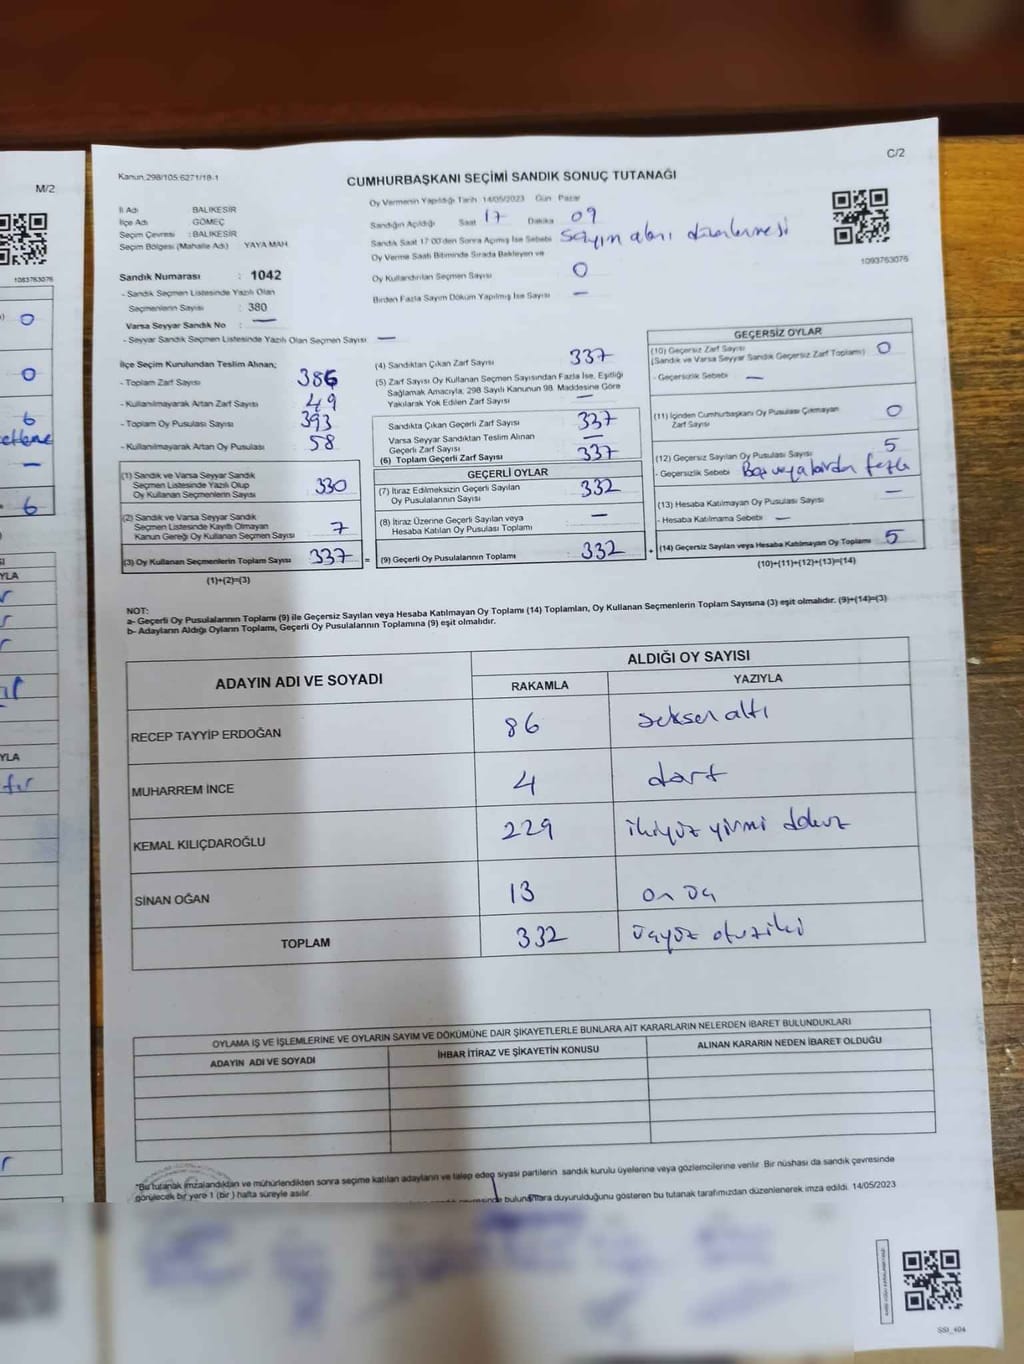 M/2
1083763076
0
0
6
6
C/2
Kanun 298/105.6271/18-1
CUMHURBAŞKANI SEÇİMİ SANDIK SONUÇ TUTANAĞI
İl Adı BALIKESİR
İlçe Adı GÖMEÇ
Seçim Çevresi : BALIKESİR
Seçim Bölgesi (Mahalle Adı) YAYA MAH.
Oy Vermenin Yapıldığı Tarih 14/05/2023 Gün Pazar
Sandığın Açıldığı Saat 17 Dakika 09
Sandık Saat 17:00'den Sonra Açılmış İse Sebebi Sayım alanı düzenlenmesi
Oy Verme Saati Bitiminde Sırada Bekleyen ve
Oy Kullandırılan Seçmen Sayısı 0
Birden Fazla Sayım Döküm Yapılmış İse Sayısı —
1093763076
Sandık Numarası : 1042
- Sandık Seçmen Listesinde Yazılı Olan
Seçmenlerin Sayısı : 380
Varsa Seyyar Sandık No : —
- Seyyar Sandık Seçmen Listesinde Yazılı Olan Seçmen Sayısı —
İlçe Seçim Kurulundan Teslim Alınan;
- Toplam Zarf Sayısı 386
- Kullanılmayarak Artan Zarf Sayısı 49
- Toplam Oy Pusulası Sayısı 393
- Kullanılmayarak Artan Oy Pusulası 58
(1) Sandık ve Varsa Seyyar Sandık
Seçmen Listesinde Yazılı Olup
Oy Kullanan Seçmenlerin Sayısı 330
(2) Sandık ve Varsa Seyyar Sandık
Seçmen Listesinde Kayıtlı Olmayan
Kanun Gereği Oy Kullanan Seçmen Sayısı 7
(3) Oy Kullanan Seçmenlerin Toplam Sayısı 337 =
(1)+(2)=(3)
(4) Sandıktan Çıkan Zarf Sayısı 337
(5) Zarf Sayısı Oy Kullanan Seçmen Sayısından Fazla İse, Eşitliği
Sağlamak Amacıyla, 298 Sayılı Kanunun 98. Maddesine Göre
Yakılarak Yok Edilen Zarf Sayısı —
Sandıkta Çıkan Geçerli Zarf Sayısı 337
Varsa Seyyar Sandıktan Teslim Alınan
Geçerli Zarf Sayısı —
(6) Toplam Geçerli Zarf Sayısı 337
GEÇERLİ OYLAR
(7) İtiraz Edilmeksizin Geçerli Sayılan
Oy Pusulalarının Sayısı 332
(8) İtiraz Üzerine Geçerli Sayılan veya
Hesaba Katılan Oy Pusulası Toplamı —
(9) Geçerli Oy Pusulalarının Toplamı : 332 +
GEÇERSİZ OYLAR
(10) Geçersiz Zarf Sayısı
(Sandık ve Varsa Seyyar Sandık Geçersiz Zarf Toplamı) 0
- Geçersizlik Sebebi —
(11) İçinden Cumhurbaşkanı Oy Pusulası Çıkmayan
Zarf Sayısı 0
(12) Geçersiz Sayılan Oy Pusulası Sayısı 5
- Geçersizlik Sebebi Boş veya birden fazla
(13) Hesaba Katılmayan Oy Pusulası Sayısı —
- Hesaba Katılmama Sebebi —
(14) Geçersiz Sayılan veya Hesaba Katılmayan Oy Toplamı 5
(10)+(11)+(12)+(13)=(14)
NOT:
a- Geçerli Oy Pusulalarının Toplamı (9) ile Geçersiz Sayılan veya Hesaba Katılmayan Oy Toplamı (14) Toplamları, Oy Kullanan Seçmenlerin Toplam Sayısına (3) eşit olmalıdır. (9)+(14)=(3)
b- Adayların Aldığı Oyların Toplamı, Geçerli Oy Pusulalarının Toplamına (9) eşit olmalıdır.
ADAYIN ADI VE SOYADI ALDIĞI OY SAYISI
RAKAMLA YAZIYLA
RECEP TAYYİP ERDOĞAN 86 seksen altı
MUHARREM İNCE 4 dört
KEMAL KILIÇDAROĞLU 229 ikiyüz yirmi dokuz
SİNAN OĞAN 13 on üç
TOPLAM 332 üçyüz otuziki
OYLAMA İŞ VE İŞLEMLERİNE VE OYLARIN SAYIM VE DÖKÜMÜNE DAİR ŞİKAYETLERLE BUNLARA AİT KARARLARIN NELERDEN İBARET BULUNDUKLARI
ADAYIN ADI VE SOYADI İHBAR İTİRAZ VE ŞİKAYETİN KONUSU ALINAN KARARIN NEDEN İBARET OLDUĞU
"Bu tutanak imzalandıktan ve mühürlendikten sonra seçime katılan adayların ve talep eden siyasi partilerin sandık kurulu üyelerine veya gözlemcilerine verilir. Bir nüshası da sandık çevresinde
görülecek bir yere 1 (bir) hafta süreyle asılır.
bulunanlara duyurulduğunu gösteren bu tutanak tarafımızdan düzenlenerek imza edildi. 14/05/2023
SSI_404